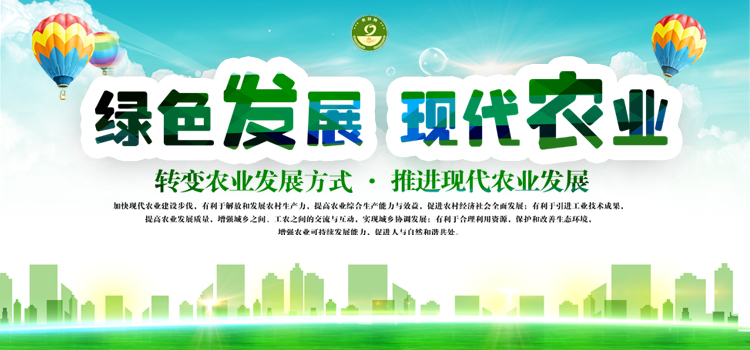 绿色发展 现代农业
转变农业发展方式 · 推进现代农业发展
加快现代农业建设步伐，有利于解放和发展农村生产力，提高农业综合生产能力与效益，促进农村经济社会全面发展；有利于引进工业技术成果，
提高农业发展质量，增强城乡之间、工农之间的交流与互动，实现城乡协调发展；有利于合理利用资源，保护和改善生态环境，
增强农业可持续发展能力，促进人与自然和谐共处。